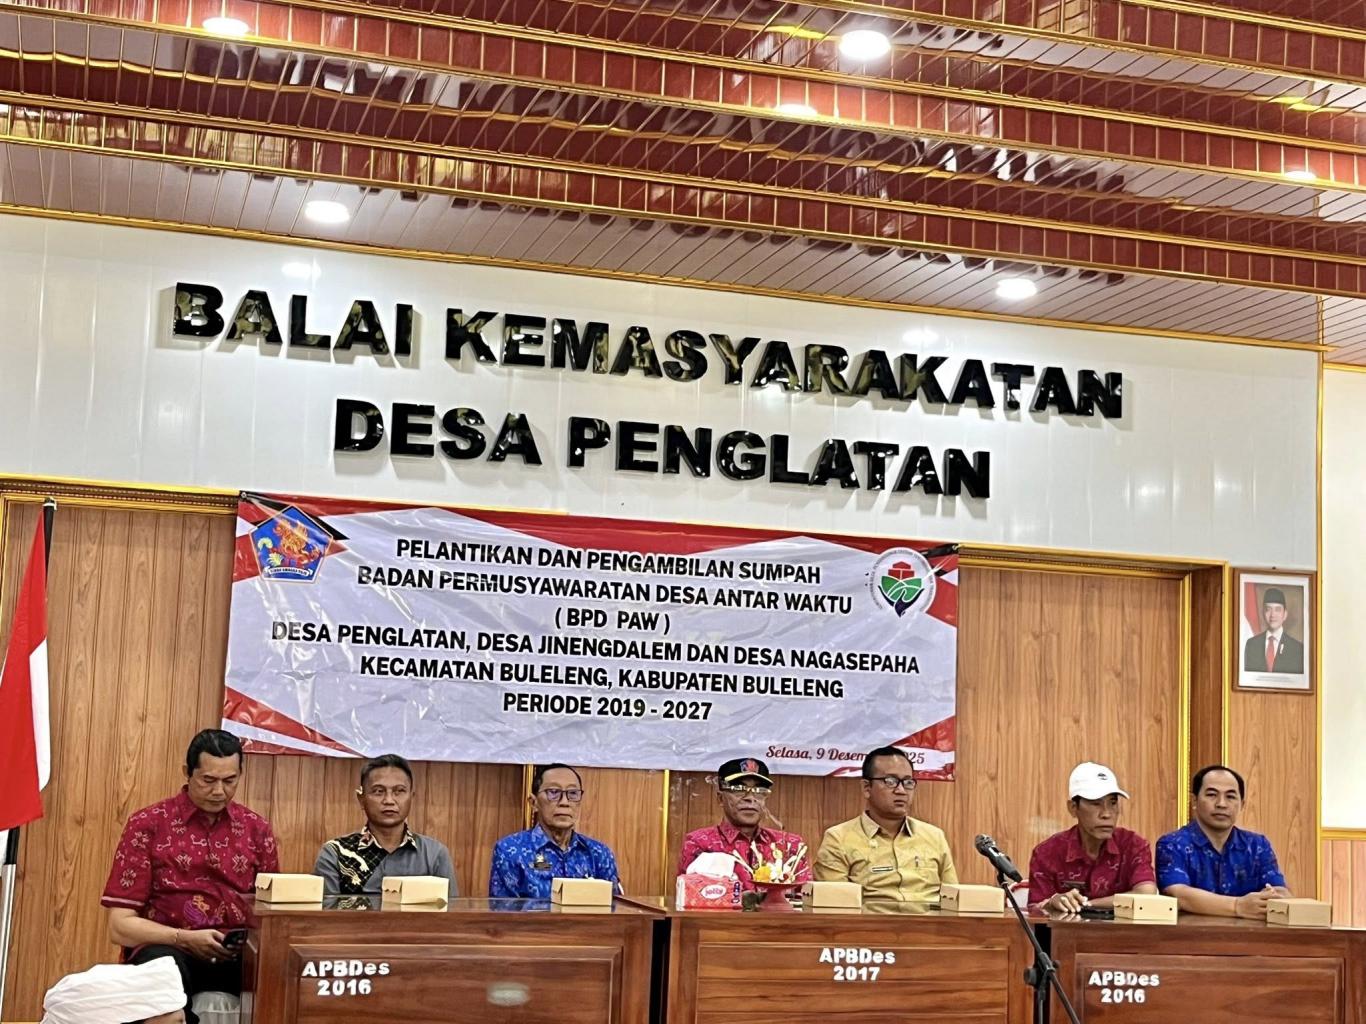 BALAI KEMASYARAKATAN
DESA PENGLATAN
PELANTIKAN DAN PENGAMBILAN SUMPAH
BADAN PERMUSYAWARATAN DESA ANTAR WAKTU
( BPD PAW )
DESA PENGLATAN, DESA JINENGDALEM DAN DESA NAGASEPAHA
KECAMATAN BULELENG, KABUPATEN BULELENG
PERIODE 2019 - 2027
Selasa, 9
jolly
APBDes
2016
APBDes
2017
APBDes
2016